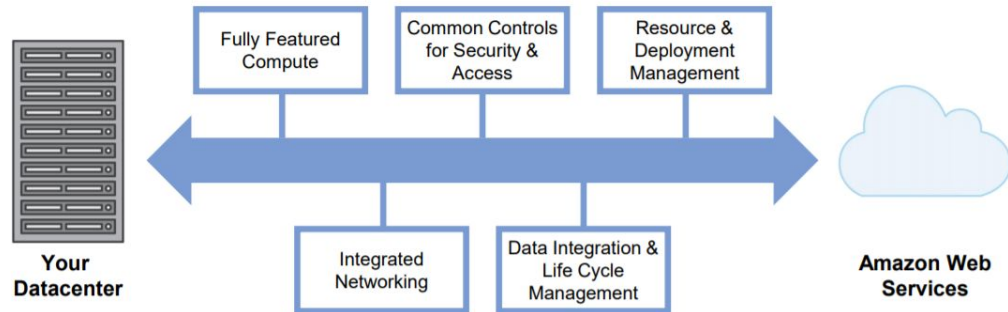 Fully Featured
Compute
Common Controls
for Security &
Access
Resource &
Deployment
Management
Integrated
Networking
Data Integration &
Life Cycle
Management
Your
Datacenter
Amazon Web
Services